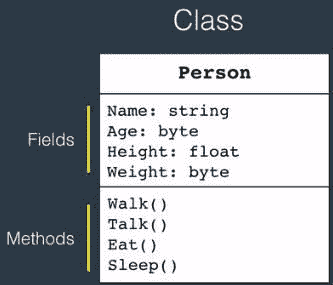 Class
Person
Fields
Name: string
Age: byte
Height: float
Weight: byte
Methods
Walk()
Talk()
Eat()
Sleep()